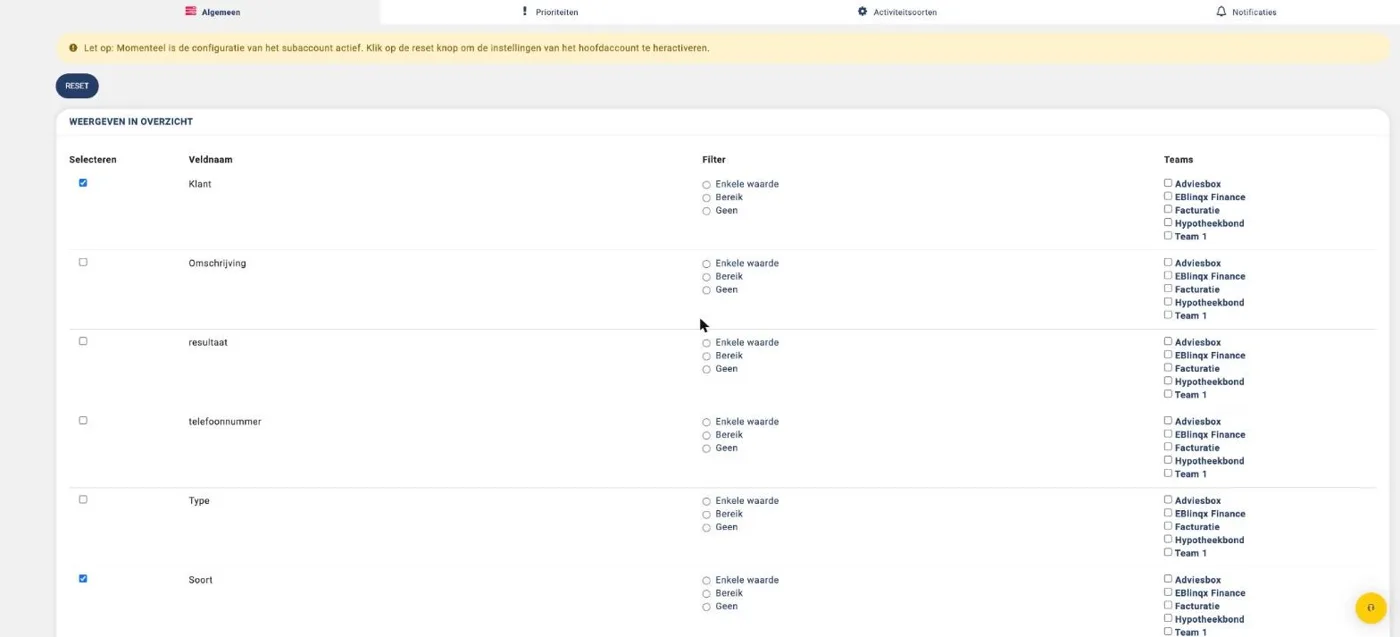 Algemeen Prioriteiten Activiteitsoorten Notificaties
Let op: Momenteel is de configuratie van het subaccount actief. Klik op de reset knop om de instellingen van het hoofdaccount te heractiveren.
RESET
WEERGEVEN IN OVERZICHT
Selecteren Veldnaam Filter Teams
Klant Enkele waarde Adviesbox
Bereik EBlinqx Finance
Geen Facturatie
Hypotheekbond
Team 1
Omschrijving Enkele waarde Adviesbox
Bereik EBlinqx Finance
Geen Facturatie
Hypotheekbond
Team 1
resultaat Enkele waarde Adviesbox
Bereik EBlinqx Finance
Geen Facturatie
Hypotheekbond
Team 1
telefoonnummer Enkele waarde Adviesbox
Bereik EBlinqx Finance
Geen Facturatie
Hypotheekbond
Team 1
Type Enkele waarde Adviesbox
Bereik EBlinqx Finance
Geen Facturatie
Hypotheekbond
Team 1
Soort Enkele waarde Adviesbox
Bereik EBlinqx Finance
Geen Facturatie
Hypotheekbond
Team 1